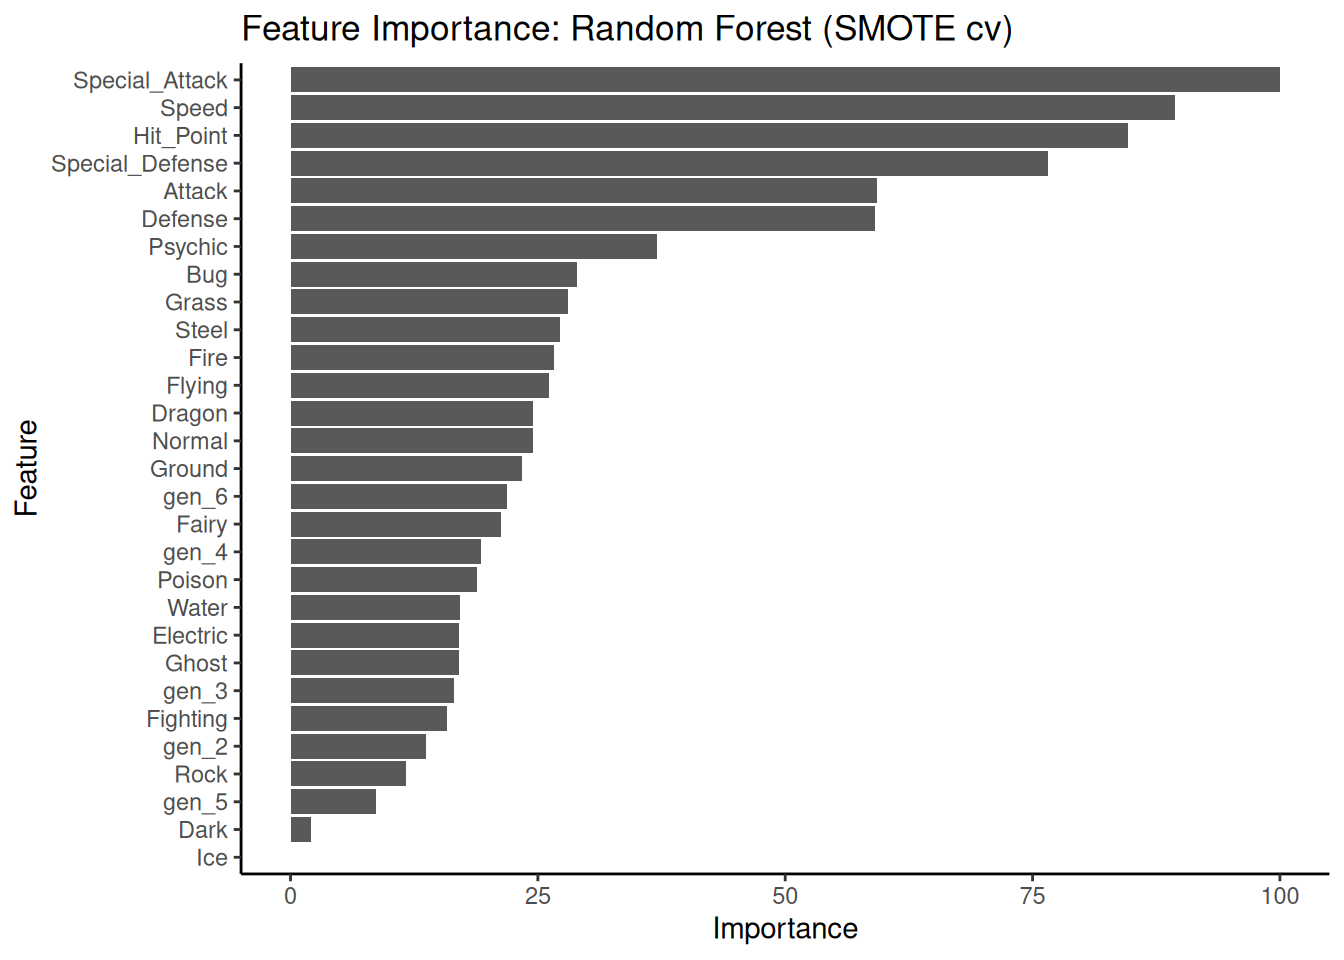 Feature Importance: Random Forest (SMOTE cv)
Special_Attack
Speed
Hit_Point
Special_Defense
Attack
Defense
Psychic
Bug
Grass
Steel
Fire
Flying
Dragon
Normal
Ground
gen_6
Fairy
gen_4
Poison
Water
Electric
Ghost
gen_3
Fighting
gen_2
Rock
gen_5
Dark
Ice
Feature
0 25 50 75 100
Importance